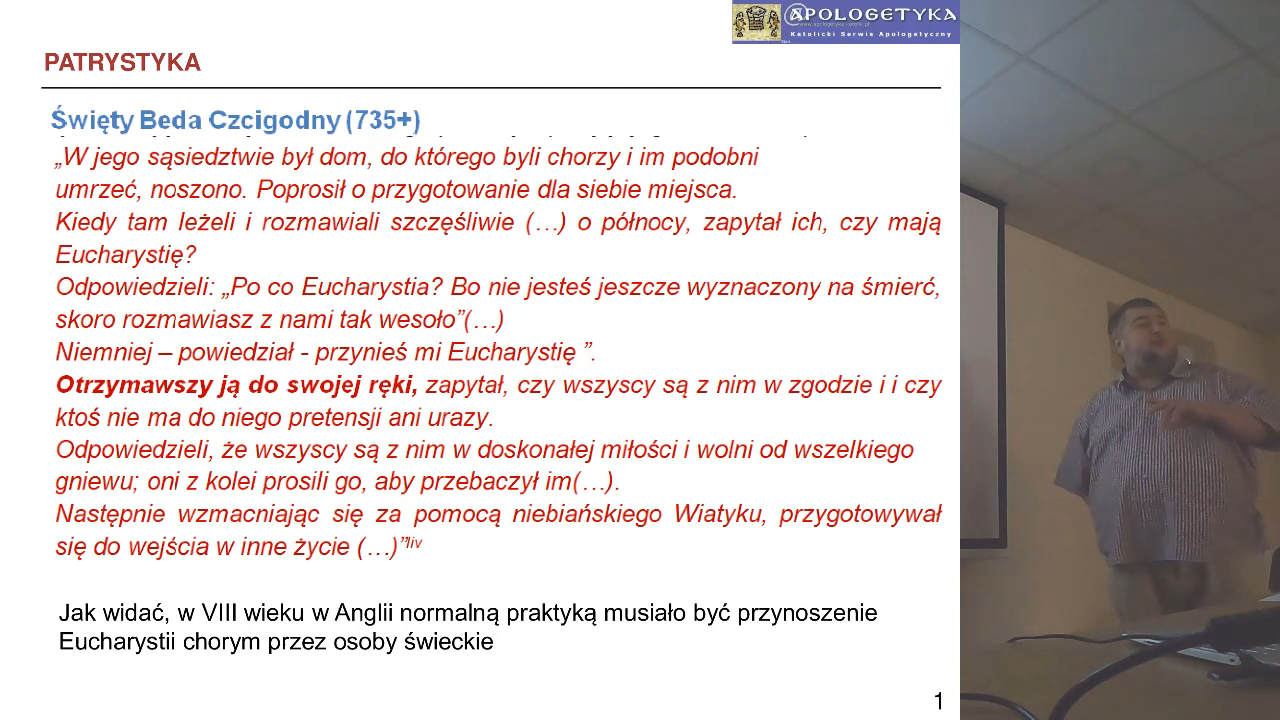 @APOLOGETYKA
Katolicki Serwis Apologetyczny
PATRYSTYKA
Święty Beda Czcigodny (735+)
„W jego sąsiedztwie był dom, do którego byli chorzy i im podobni
umrzeć, noszono. Poprosił o przygotowanie dla siebie miejsca.
Kiedy tam leżeli i rozmawiali szczęśliwie (…) o północy, zapytał ich, czy mają
Eucharystię?
Odpowiedzieli: „Po co Eucharystia? Bo nie jesteś jeszcze wyznaczony na śmierć,
skoro rozmawiasz z nami tak wesoło”(…)
Niemniej – powiedział - przynieś mi Eucharystię ”.
Otrzymawszy ją do swojej ręki, zapytał, czy wszyscy są z nim w zgodzie i i czy
ktoś nie ma do niego pretensji ani urazy.
Odpowiedzieli, że wszyscy są z nim w doskonałej miłości i wolni od wszelkiego
gniewu; oni z kolei prosili go, aby przebaczył im(…).
Następnie wzmacniając się za pomocą niebiańskiego Wiatyku, przygotowywał
się do wejścia w inne życie (…)”liv
Jak widać, w VIII wieku w Anglii normalną praktyką musiało być przynoszenie
Eucharystii chorym przez osoby świeckie
1